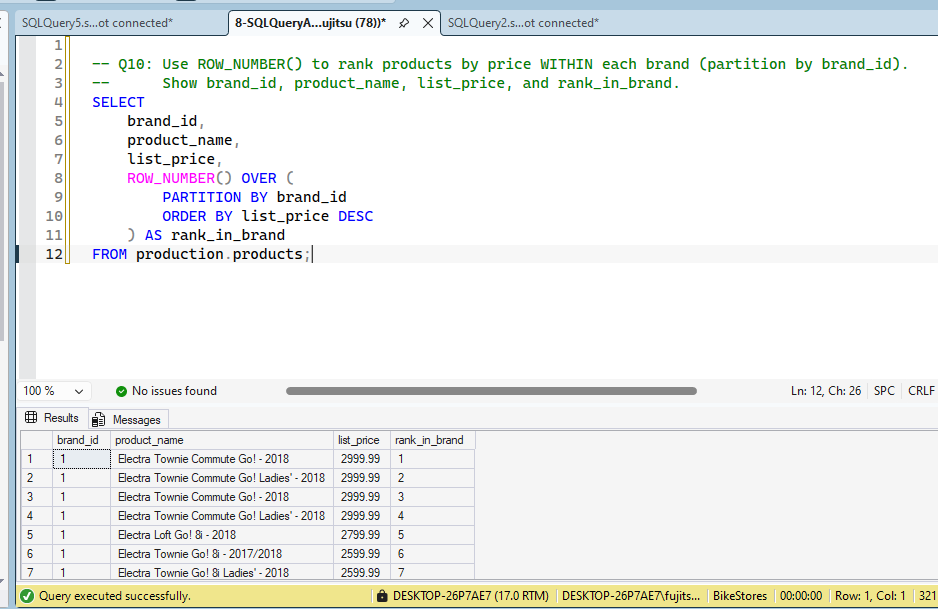 SQLQuery5.s...ot connected*
8-SQLQueryA...ujitsu (78))*
SQLQuery2.s...ot connected*
1
2 -- Q10: Use ROW_NUMBER() to rank products by price WITHIN each brand (partition by brand_id).
3 --      Show brand_id, product_name, list_price, and rank_in_brand.
4 SELECT
5     brand_id,
6     product_name,
7     list_price,
8     ROW_NUMBER() OVER (
9         PARTITION BY brand_id
10         ORDER BY list_price DESC
11     ) AS rank_in_brand
12 FROM production.products;
100 % No issues found Ln: 12, Ch: 26 SPC CRLF
Results Messages
brand_id product_name list_price rank_in_brand
1 1 Electra Townie Commute Go! - 2018 2999.99 1
2 1 Electra Townie Commute Go! Ladies' - 2018 2999.99 2
3 1 Electra Townie Commute Go! - 2018 2999.99 3
4 1 Electra Townie Commute Go! Ladies' - 2018 2999.99 4
5 1 Electra Loft Go! 8i - 2018 2799.99 5
6 1 Electra Townie Go! 8i - 2017/2018 2599.99 6
7 1 Electra Townie Go! 8i Ladies' - 2018 2599.99 7
Query executed successfully. DESKTOP-26P7AE7 (17.0 RTM) DESKTOP-26P7AE7\fujits... BikeStores 00:00:00 Row: 1, Col: 1 321